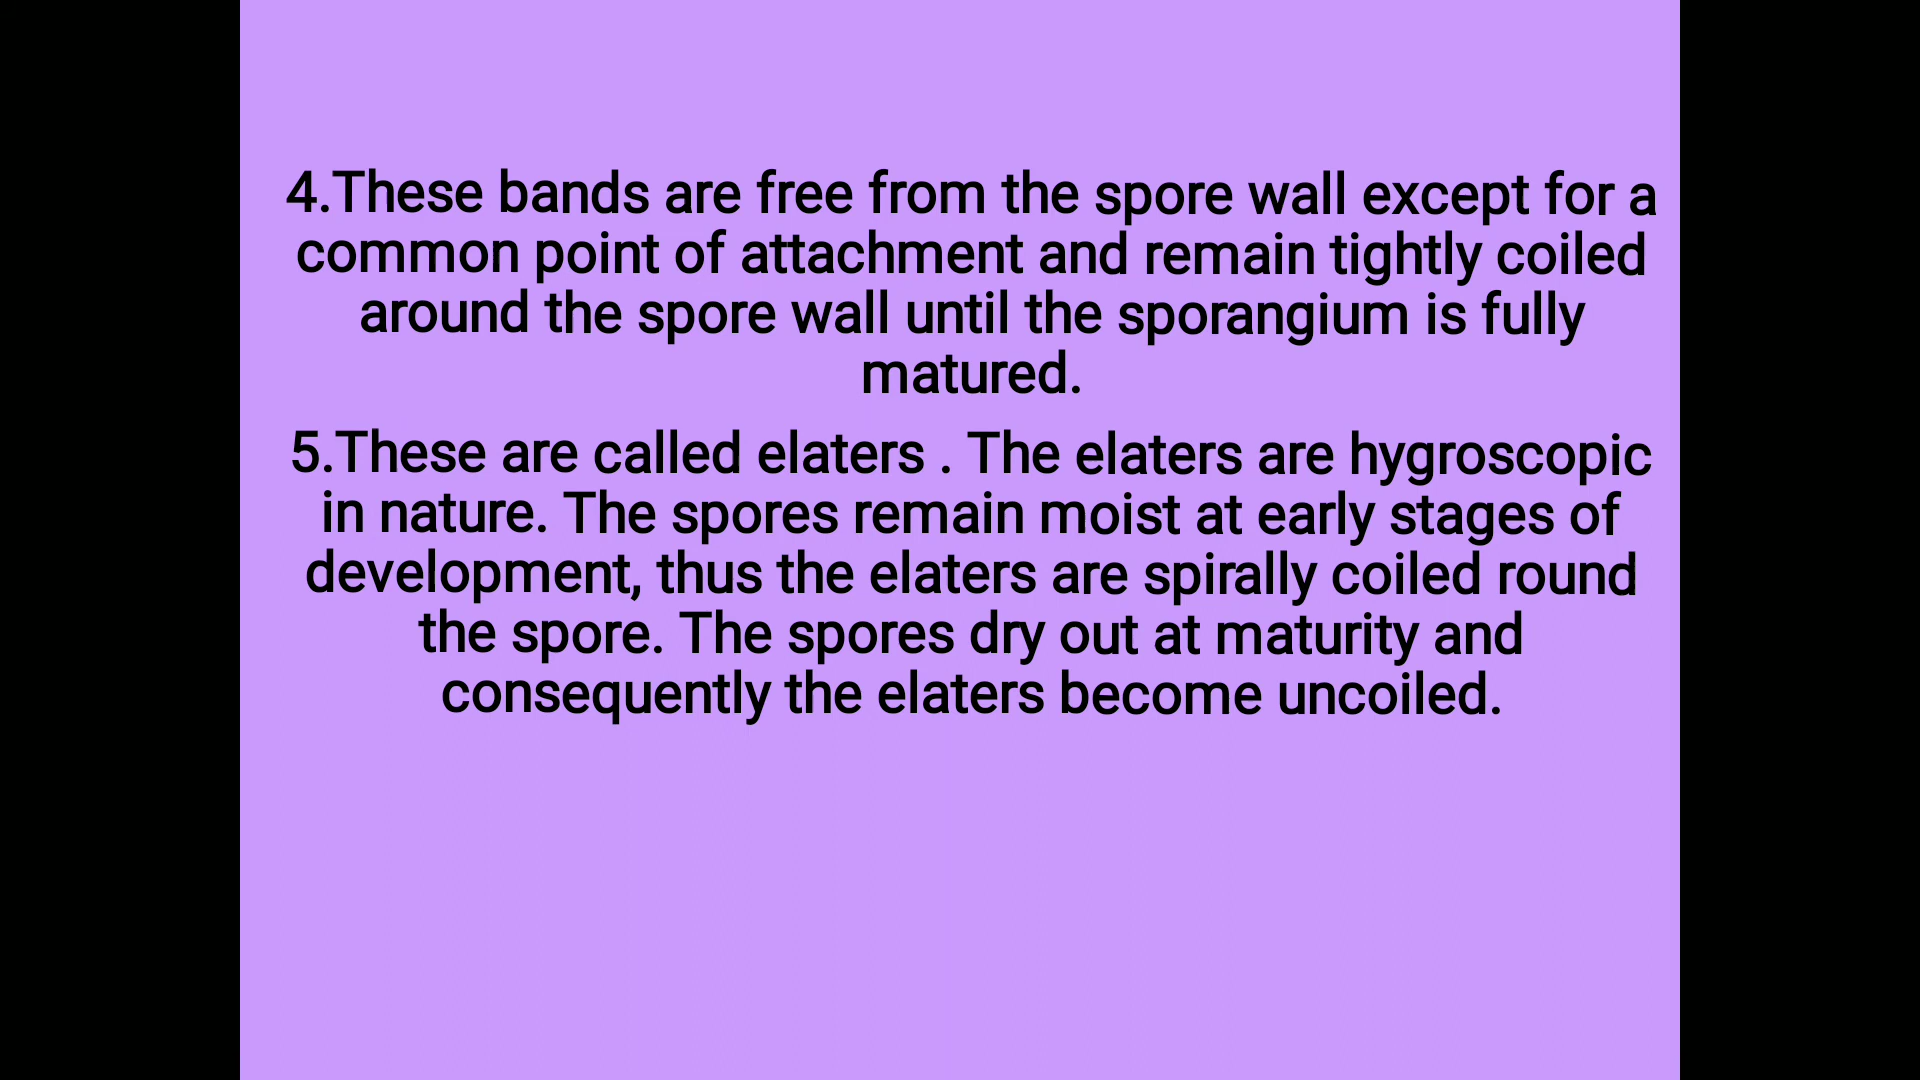 4.These bands are free from the spore wall except for a
common point of attachment and remain tightly coiled
around the spore wall until the sporangium is fully
matured.
5.These are called elaters . The elaters are hygroscopic
in nature. The spores remain moist at early stages of
development, thus the elaters are spirally coiled round
the spore. The spores dry out at maturity and
consequently the elaters become uncoiled.